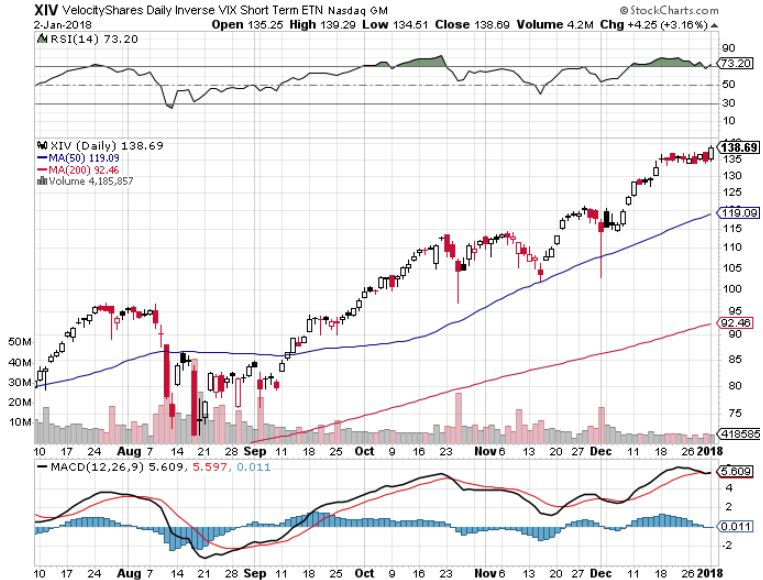 XIV VelocityShares Daily Inverse VIX Short Term ETN Nasdaq GM © StockCharts.com
2-Jan-2018 Open 135.25 High 139.29 Low 134.51 Close 138.69 Volume 4.2M Chg +4.25 (+3.16%)
RSI(14) 73.20
90
73.20
50
30
10
XIV (Daily) 138.69
MA(50) 119.09
MA(200) 92.46
Volume 4,185,857
138.69
135
130
125
119.09
115
110
105
100
95
92.46
90
85
80
75
50M
40M
30M
20M
10M
418585
10 17 24 Aug 7 14 21 28 Sep 11 18 25 Oct 9 16 23 Nov 6 13 20 27 Dec 11 18 26 2018
MACD(12,26,9) 5.609, 5.597, 0.011
5.609
4
2
0.011
-2
10 17 24 Aug 7 14 21 28 Sep 11 18 25 Oct 9 16 23 Nov 6 13 20 27 Dec 11 18 26 2018